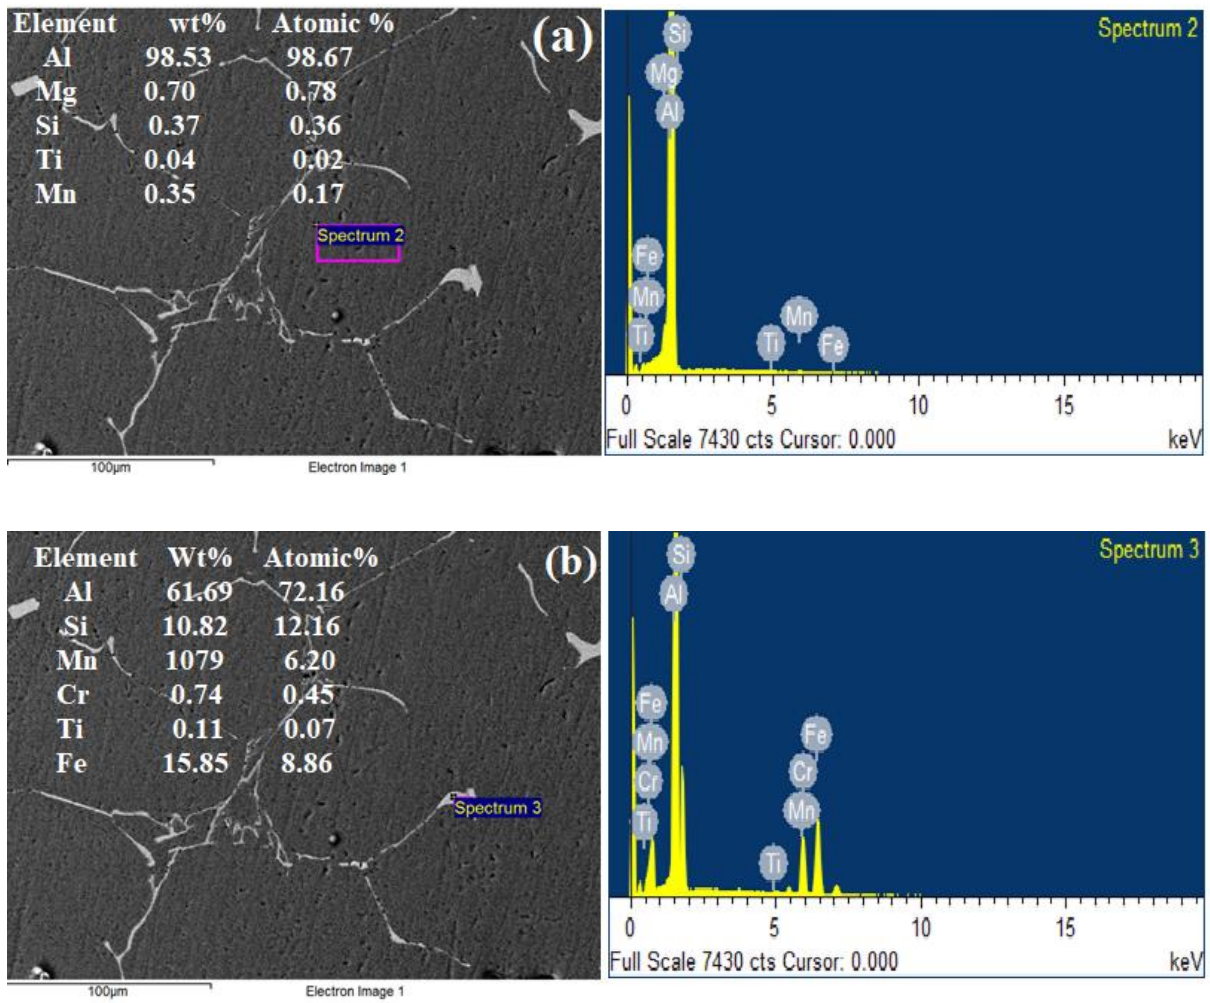 Element wt% Atomic % (a)
Al 98.53 98.67
Mg 0.70 0.78
Si 0.37 0.36
Ti 0.04 0.02
Mn 0.35 0.17
Spectrum 2
100µm Electron Image 1
Spectrum 2
Si
Mg
Al
Fe
Mn
Ti
Mn
Ti
Fe
0 5 10 15
Full Scale 7430 cts Cursor: 0.000 keV
Element Wt% Atomic% (b)
Al 61.69 72.16
Si 10.82 12.16
Mn 1079 6.20
Cr 0.74 0.45
Ti 0.11 0.07
Fe 15.85 8.86
Spectrum 3
100µm Electron Image 1
Spectrum 3
Si
Al
Fe
Mn
Cr
Ti
Fe
Cr
Mn
Ti
0 5 10 15
Full Scale 7430 cts Cursor: 0.000 keV